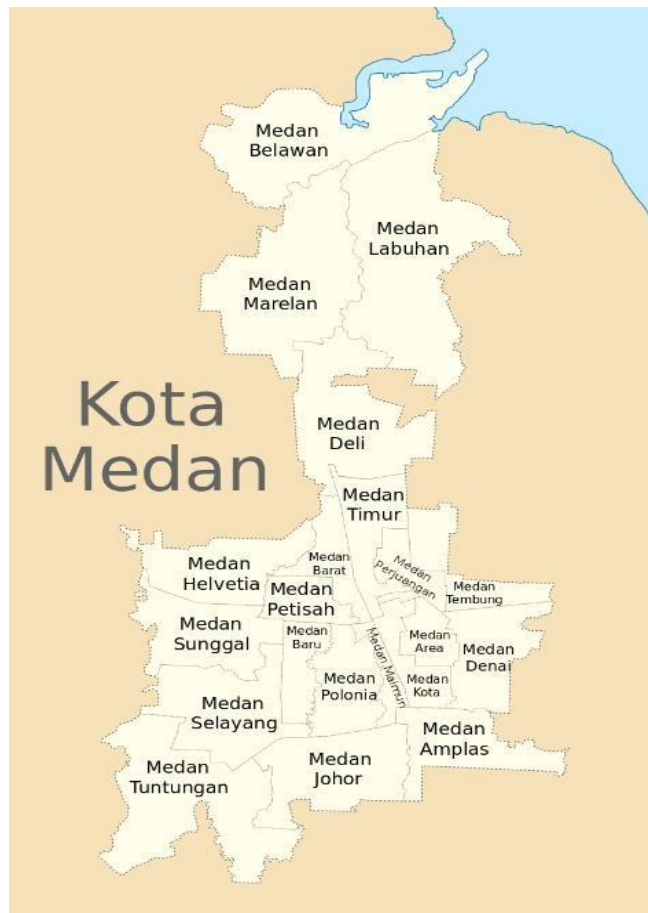 Medan
Belawan
Medan
Labuhan
Medan
Marelan
Kota
Medan
Medan
Deli
Medan
Timur
Medan
Helvetia
Medan
Barat
Medan
Perjuangan
Medan
Petisah
Medan
Tembung
Medan
Sunggal
Medan
Baru
Medan Maimun
Medan
Area
Medan
Denai
Medan
Polonia
Medan
Kota
Medan
Selayang
Medan
Amplas
Medan
Tuntungan
Medan
Johor